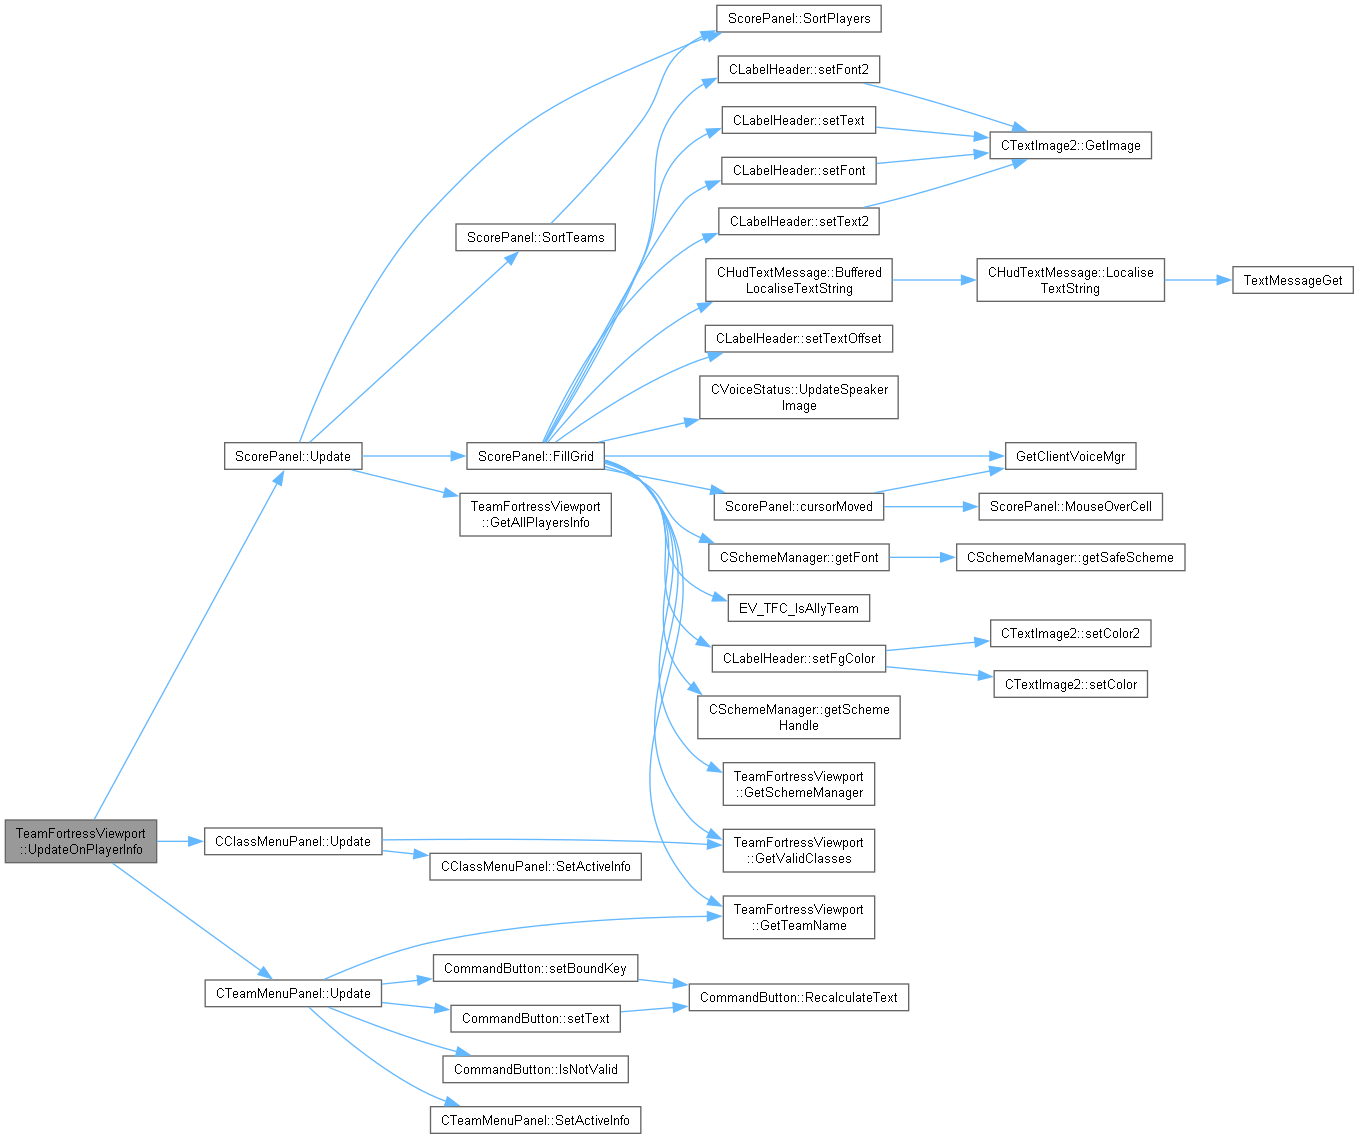 ScorePanel::SortPlayers
CLabelHeader::setFont2
CLabelHeader::setText
CTextImage2::GetImage
CLabelHeader::setFont
CLabelHeader::setText2
ScorePanel::SortTeams
CHudTextMessage::Buffered
LocaliseTextString
CHudTextMessage::Localise
TextString
TextMessageGet
CLabelHeader::setTextOffset
CVoiceStatus::UpdateSpeaker
Image
ScorePanel::Update
ScorePanel::FillGrid
GetClientVoiceMgr
TeamFortressViewport
::GetAllPlayersInfo
ScorePanel::cursorMoved
ScorePanel::MouseOverCell
CSchemeManager::getFont
CSchemeManager::getSafeScheme
EV_TFC_IsAllyTeam
CLabelHeader::setFgColor
CTextImage2::setColor2
CTextImage2::setColor
CSchemeManager::getScheme
Handle
TeamFortressViewport
::GetSchemeManager
TeamFortressViewport
::UpdateOnPlayerInfo
CClassMenuPanel::Update
TeamFortressViewport
::GetValidClasses
CClassMenuPanel::SetActiveInfo
TeamFortressViewport
::GetTeamName
CTeamMenuPanel::Update
CommandButton::setBoundKey
CommandButton::RecalculateText
CommandButton::setText
CommandButton::IsNotValid
CTeamMenuPanel::SetActiveInfo